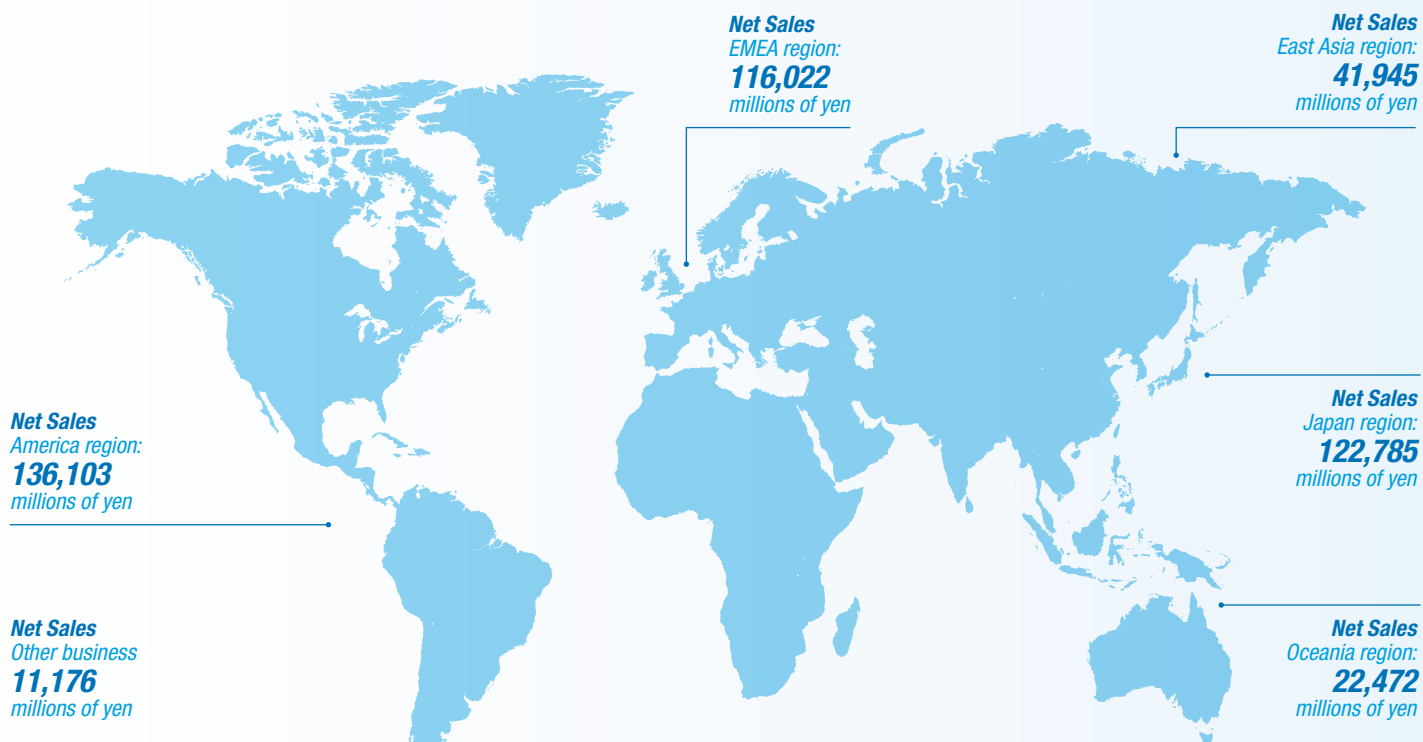 Net Sales
EMEA region:
116,022
millions of yen
Net Sales
East Asia region:
41,945
millions of yen
Net Sales
America region:
136,103
millions of yen
Net Sales
Japan region:
122,785
millions of yen
Net Sales
Other business
11,176
millions of yen
Net Sales
Oceania region:
22,472
millions of yen